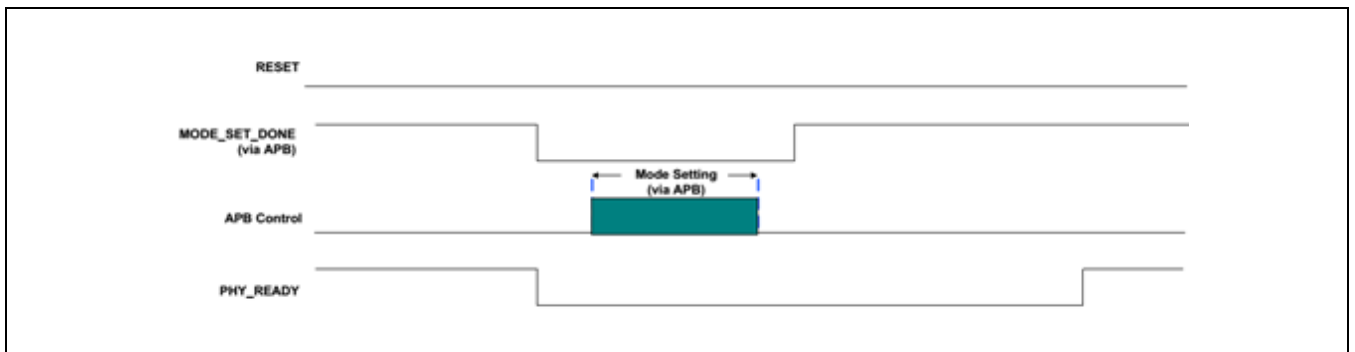 RESET
MODE_SET_DONE
(via APB)
Mode Setting
(via APB)
APB Control
PHY_READY